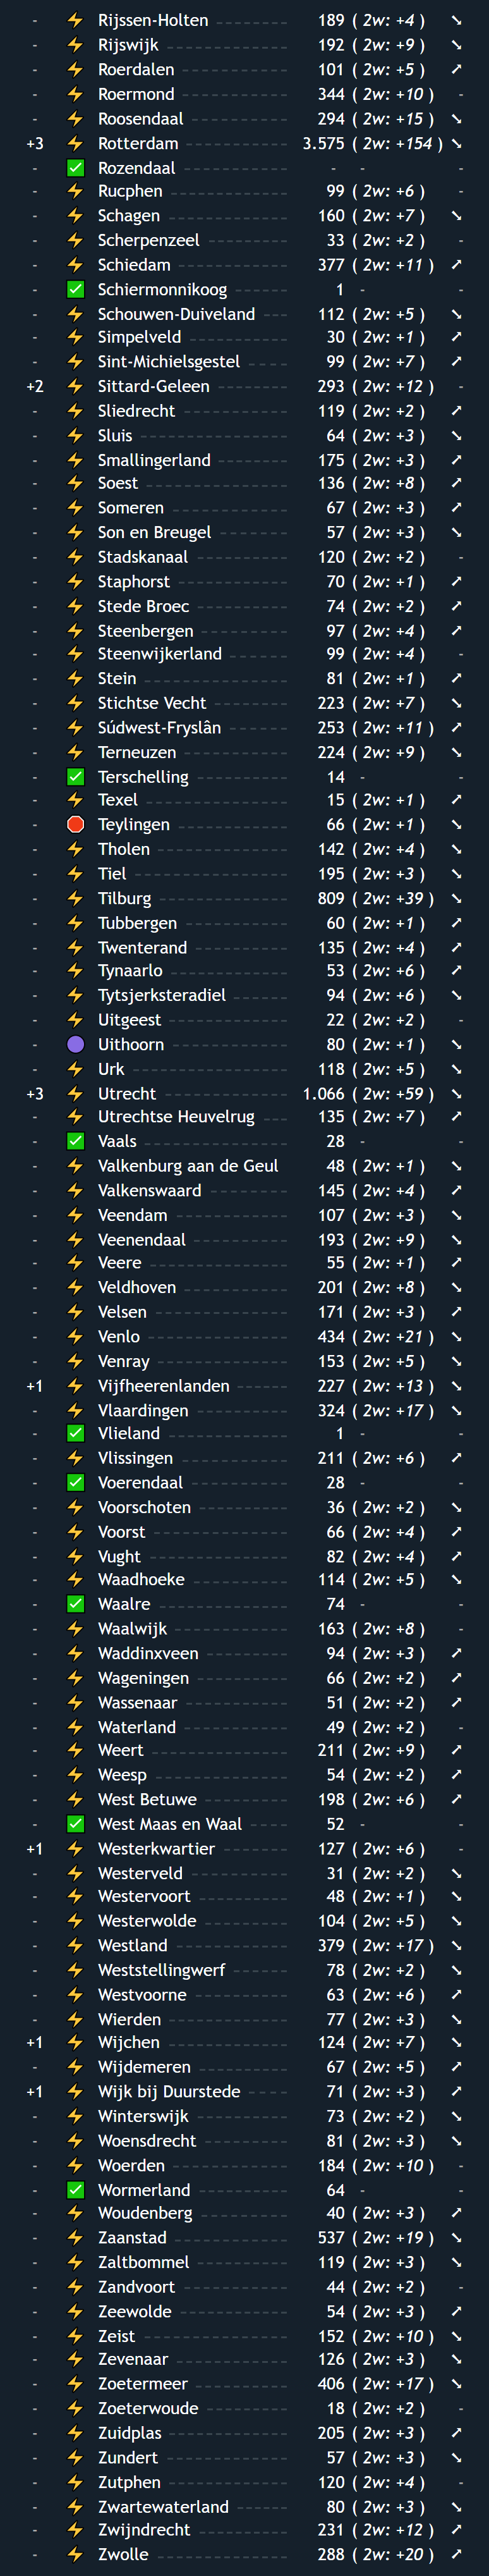 - ⚡ Rijssen-Holten 189 ( 2w: +4 ) ↘
- ⚡ Rijswijk 192 ( 2w: +9 ) ↘
- ⚡ Roerdalen 101 ( 2w: +5 ) ↗
- ⚡ Roermond 344 ( 2w: +10 ) -
- ⚡ Roosendaal 294 ( 2w: +15 ) ↘
+3 ⚡ Rotterdam 3.575 ( 2w: +154 ) ↘
- ✅ Rozendaal - - -
- ⚡ Rucphen 99 ( 2w: +6 ) -
- ⚡ Schagen 160 ( 2w: +7 ) ↘
- ⚡ Scherpenzeel 33 ( 2w: +2 ) -
- ⚡ Schiedam 377 ( 2w: +11 ) ↗
- ✅ Schiermonnikoog 1 - -
- ⚡ Schouwen-Duiveland 112 ( 2w: +5 ) ↘
- ⚡ Simpelveld 30 ( 2w: +1 ) ↗
- ⚡ Sint-Michielsgestel 99 ( 2w: +7 ) ↗
+2 ⚡ Sittard-Geleen 293 ( 2w: +12 ) -
- ⚡ Sliedrecht 119 ( 2w: +2 ) ↗
- ⚡ Sluis 64 ( 2w: +3 ) ↘
- ⚡ Smallingerland 175 ( 2w: +3 ) ↗
- ⚡ Soest 136 ( 2w: +8 ) ↗
- ⚡ Someren 67 ( 2w: +3 ) ↗
- ⚡ Son en Breugel 57 ( 2w: +3 ) ↘
- ⚡ Stadskanaal 120 ( 2w: +2 ) -
- ⚡ Staphorst 70 ( 2w: +1 ) ↗
- ⚡ Stede Broec 74 ( 2w: +2 ) ↗
- ⚡ Steenbergen 97 ( 2w: +4 ) ↗
- ⚡ Steenwijkerland 99 ( 2w: +4 ) -
- ⚡ Stein 81 ( 2w: +1 ) ↗
- ⚡ Stichtse Vecht 223 ( 2w: +7 ) ↘
- ⚡ Súdwest-Fryslân 253 ( 2w: +11 ) ↗
- ⚡ Terneuzen 224 ( 2w: +9 ) ↘
- ✅ Terschelling 14 - -
- ⚡ Texel 15 ( 2w: +1 ) ↗
- 🛑 Teylingen 66 ( 2w: +1 ) ↘
- ⚡ Tholen 142 ( 2w: +4 ) ↘
- ⚡ Tiel 195 ( 2w: +3 ) ↘
- ⚡ Tilburg 809 ( 2w: +39 ) ↘
- ⚡ Tubbergen 60 ( 2w: +1 ) ↗
- ⚡ Twenterand 135 ( 2w: +4 ) ↗
- ⚡ Tynaarlo 53 ( 2w: +6 ) ↗
- ⚡ Tytsjerksteradiel 94 ( 2w: +6 ) ↘
- ⚡ Uitgeest 22 ( 2w: +2 ) -
- 🟣 Uithoorn 80 ( 2w: +1 ) ↘
- ⚡ Urk 118 ( 2w: +5 ) ↘
+3 ⚡ Utrecht 1.066 ( 2w: +59 ) ↘
- ⚡ Utrechtse Heuvelrug 135 ( 2w: +7 ) ↗
- ✅ Vaals 28 - -
- ⚡ Valkenburg aan de Geul 48 ( 2w: +1 ) ↘
- ⚡ Valkenswaard 145 ( 2w: +4 ) ↗
- ⚡ Veendam 107 ( 2w: +3 ) ↘
- ⚡ Veenendaal 193 ( 2w: +9 ) ↘
- ⚡ Veere 55 ( 2w: +1 ) ↗
- ⚡ Veldhoven 201 ( 2w: +8 ) ↘
- ⚡ Velsen 171 ( 2w: +3 ) ↗
- ⚡ Venlo 434 ( 2w: +21 ) ↘
- ⚡ Venray 153 ( 2w: +5 ) ↘
+1 ⚡ Vijfheerenlanden 227 ( 2w: +13 ) ↘
- ⚡ Vlaardingen 324 ( 2w: +17 ) ↘
- ✅ Vlieland 1 - -
- ⚡ Vlissingen 211 ( 2w: +6 ) ↗
- ✅ Voerendaal 28 - -
- ⚡ Voorschoten 36 ( 2w: +2 ) ↘
- ⚡ Voorst 66 ( 2w: +4 ) ↗
- ⚡ Vught 82 ( 2w: +4 ) ↗
- ⚡ Waadhoeke 114 ( 2w: +5 ) ↘
- ✅ Waalre 74 - -
- ⚡ Waalwijk 163 ( 2w: +8 ) -
- ⚡ Waddinxveen 94 ( 2w: +3 ) ↗
- ⚡ Wageningen 66 ( 2w: +2 ) ↗
- ⚡ Wassenaar 51 ( 2w: +2 ) ↗
- ⚡ Waterland 49 ( 2w: +2 ) -
- ⚡ Weert 211 ( 2w: +9 ) ↗
- ⚡ Weesp 54 ( 2w: +2 ) ↗
- ⚡ West Betuwe 198 ( 2w: +6 ) ↗
- ✅ West Maas en Waal 52 - -
+1 ⚡ Westerkwartier 127 ( 2w: +6 ) -
- ⚡ Westerveld 31 ( 2w: +2 ) ↘
- ⚡ Westervoort 48 ( 2w: +1 ) ↘
- ⚡ Westerwolde 104 ( 2w: +5 ) ↘
- ⚡ Westland 379 ( 2w: +17 ) ↘
- ⚡ Weststellingwerf 78 ( 2w: +2 ) ↘
- ⚡ Westvoorne 63 ( 2w: +6 ) ↗
- ⚡ Wierden 77 ( 2w: +3 ) ↘
+1 ⚡ Wijchen 124 ( 2w: +7 ) ↘
- ⚡ Wijdemeren 67 ( 2w: +5 ) ↗
+1 ⚡ Wijk bij Duurstede 71 ( 2w: +3 ) ↗
- ⚡ Winterswijk 73 ( 2w: +2 ) ↘
- ⚡ Woensdrecht 81 ( 2w: +3 ) ↘
- ⚡ Woerden 184 ( 2w: +10 ) -
- ✅ Wormerland 64 - -
- ⚡ Woudenberg 40 ( 2w: +3 ) ↗
- ⚡ Zaanstad 537 ( 2w: +19 ) ↘
- ⚡ Zaltbommel 119 ( 2w: +3 ) ↘
- ⚡ Zandvoort 44 ( 2w: +2 ) -
- ⚡ Zeewolde 54 ( 2w: +3 ) ↗
- ⚡ Zeist 152 ( 2w: +10 ) ↘
- ⚡ Zevenaar 126 ( 2w: +3 ) ↘
- ⚡ Zoetermeer 406 ( 2w: +17 ) ↘
- ⚡ Zoeterwoude 18 ( 2w: +2 ) -
- ⚡ Zuidplas 205 ( 2w: +3 ) ↗
- ⚡ Zundert 57 ( 2w: +3 ) ↘
- ⚡ Zutphen 120 ( 2w: +4 ) -
- ⚡ Zwartewaterland 80 ( 2w: +3 ) ↘
- ⚡ Zwijndrecht 231 ( 2w: +12 ) ↗
- ⚡ Zwolle 288 ( 2w: +20 ) ↗